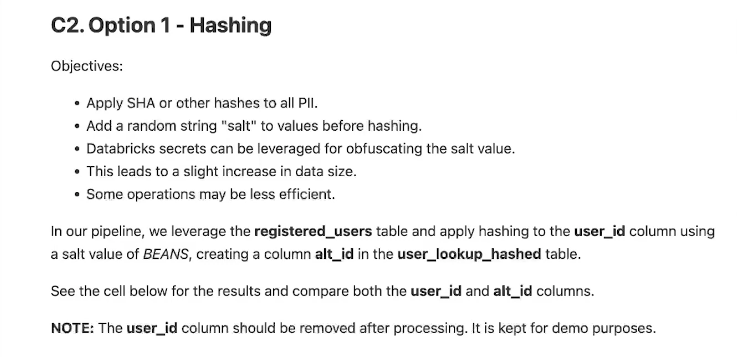 C2. Option 1 - Hashing
Objectives:
• Apply SHA or other hashes to all PII.
• Add a random string "salt" to values before hashing.
• Databricks secrets can be leveraged for obfuscating the salt value.
• This leads to a slight increase in data size.
• Some operations may be less efficient.
In our pipeline, we leverage the registered_users table and apply hashing to the user_id column using
a salt value of BEANS, creating a column alt_id in the user_lookup_hashed table.
See the cell below for the results and compare both the user_id and alt_id columns.
NOTE: The user_id column should be removed after processing. It is kept for demo purposes.